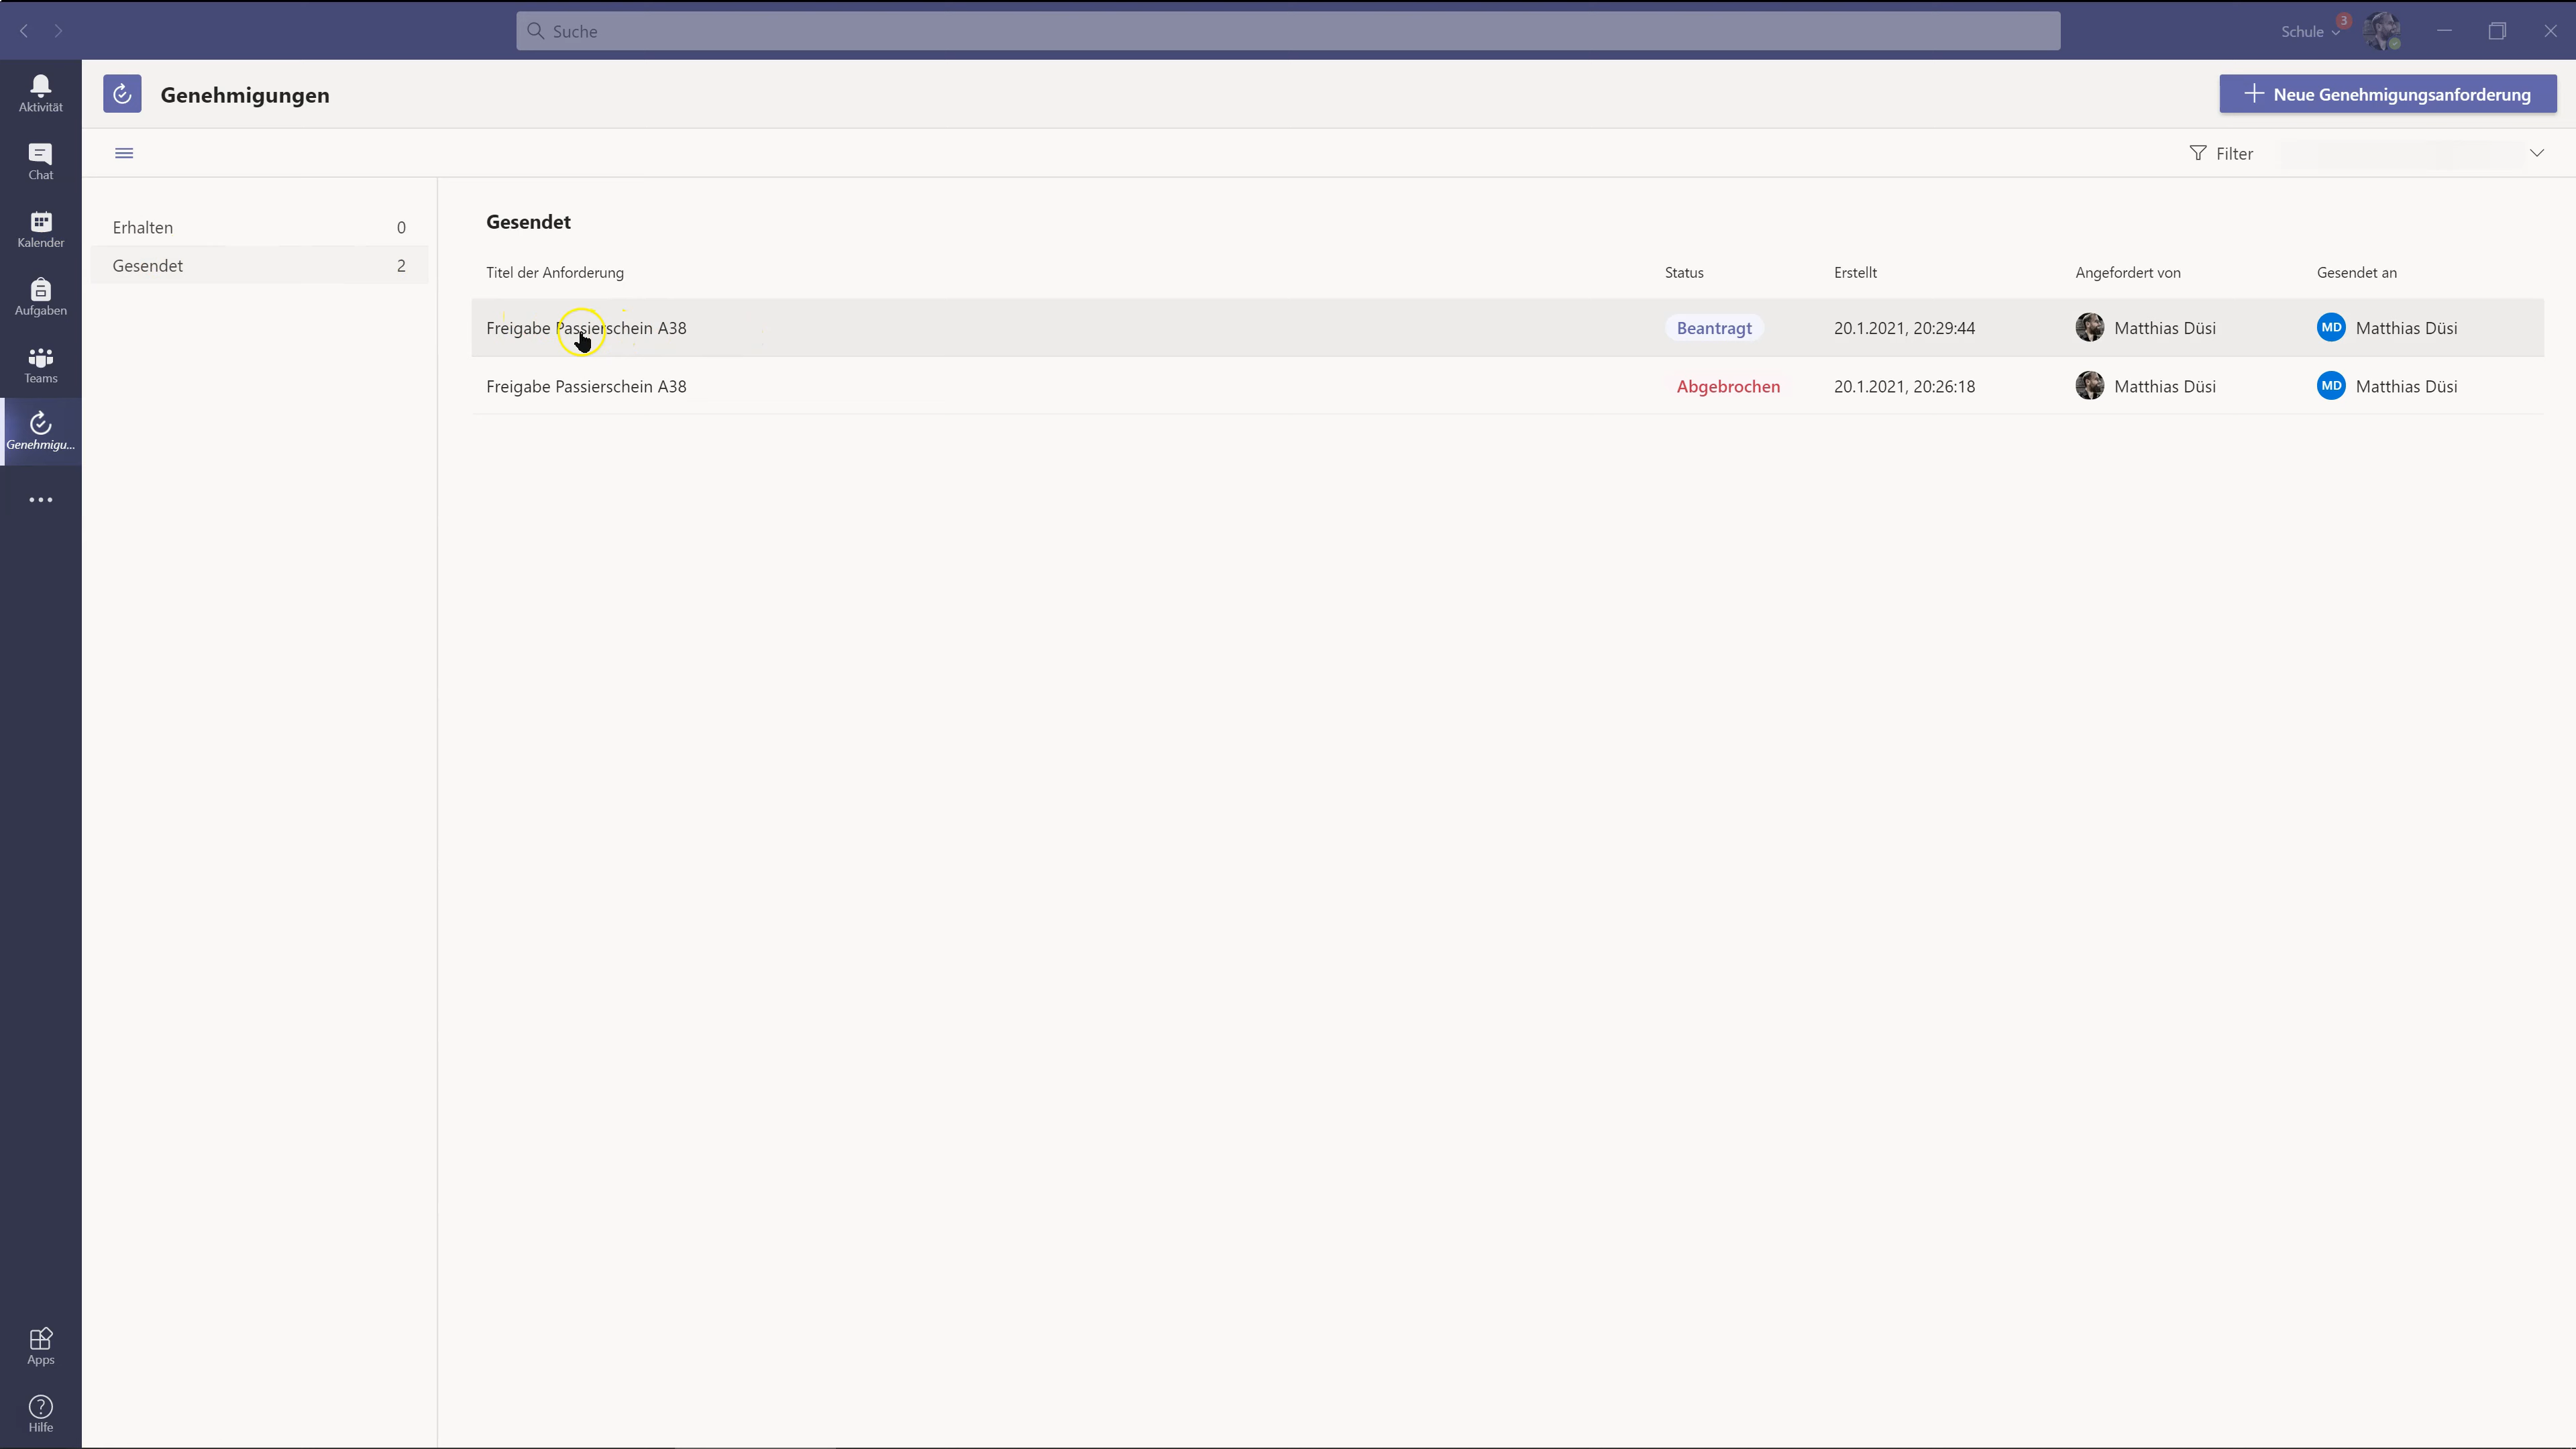 Suche
Schule
3
Aktivität
Chat
Kalender
Aufgaben
Teams
Genehmigu...
Apps
Hilfe
Genehmigungen
Neue Genehmigungsanforderung
Filter
Erhalten 0
Gesendet 2
Gesendet
Titel der Anforderung Status Erstellt Angefordert von Gesendet an
Freigabe Passierschein A38 Beantragt 20.1.2021, 20:29:44 Matthias Düsi MD Matthias Düsi
Freigabe Passierschein A38 Abgebrochen 20.1.2021, 20:26:18 Matthias Düsi MD Matthias Düsi